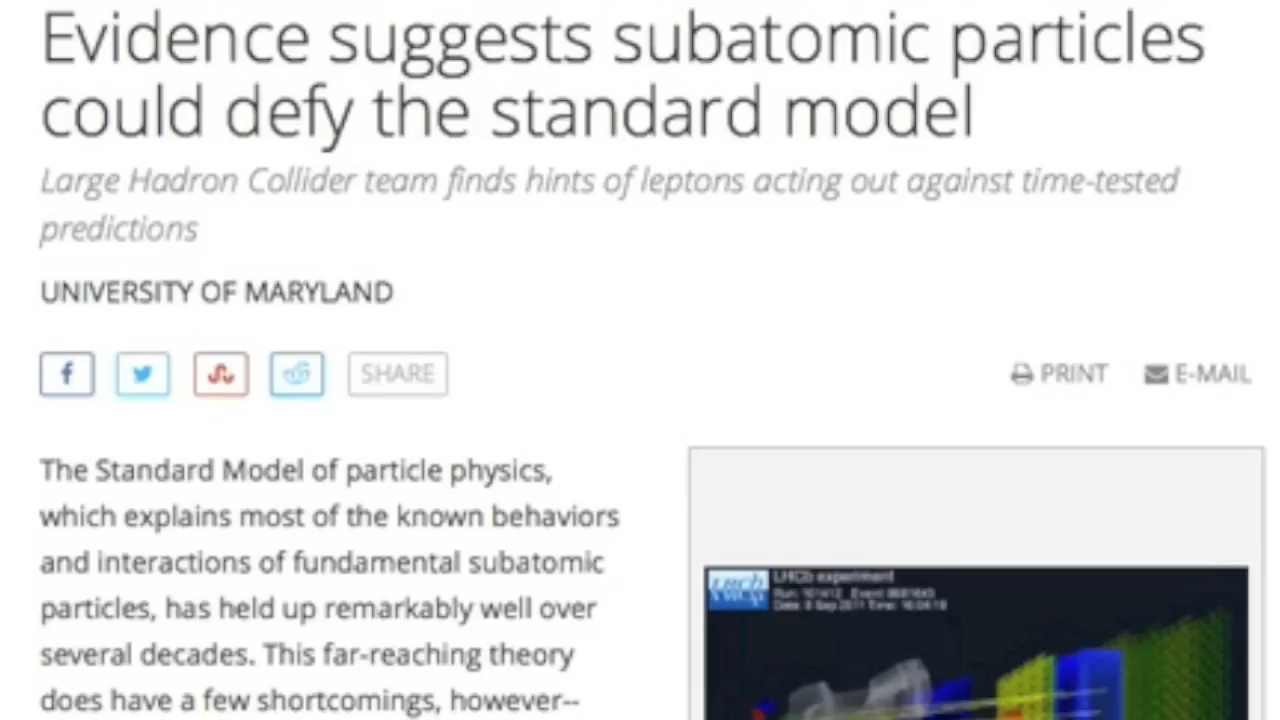 Evidence suggests subatomic particles
could defy the standard model
Large Hadron Collider team finds hints of leptons acting out against time-tested
predictions
UNIVERSITY OF MARYLAND
SHARE
PRINT
E-MAIL
The Standard Model of particle physics,
which explains most of the known behaviors
and interactions of fundamental subatomic
particles, has held up remarkably well over
several decades. This far-reaching theory
does have a few shortcomings, however--
LHCb
LHCb experiment